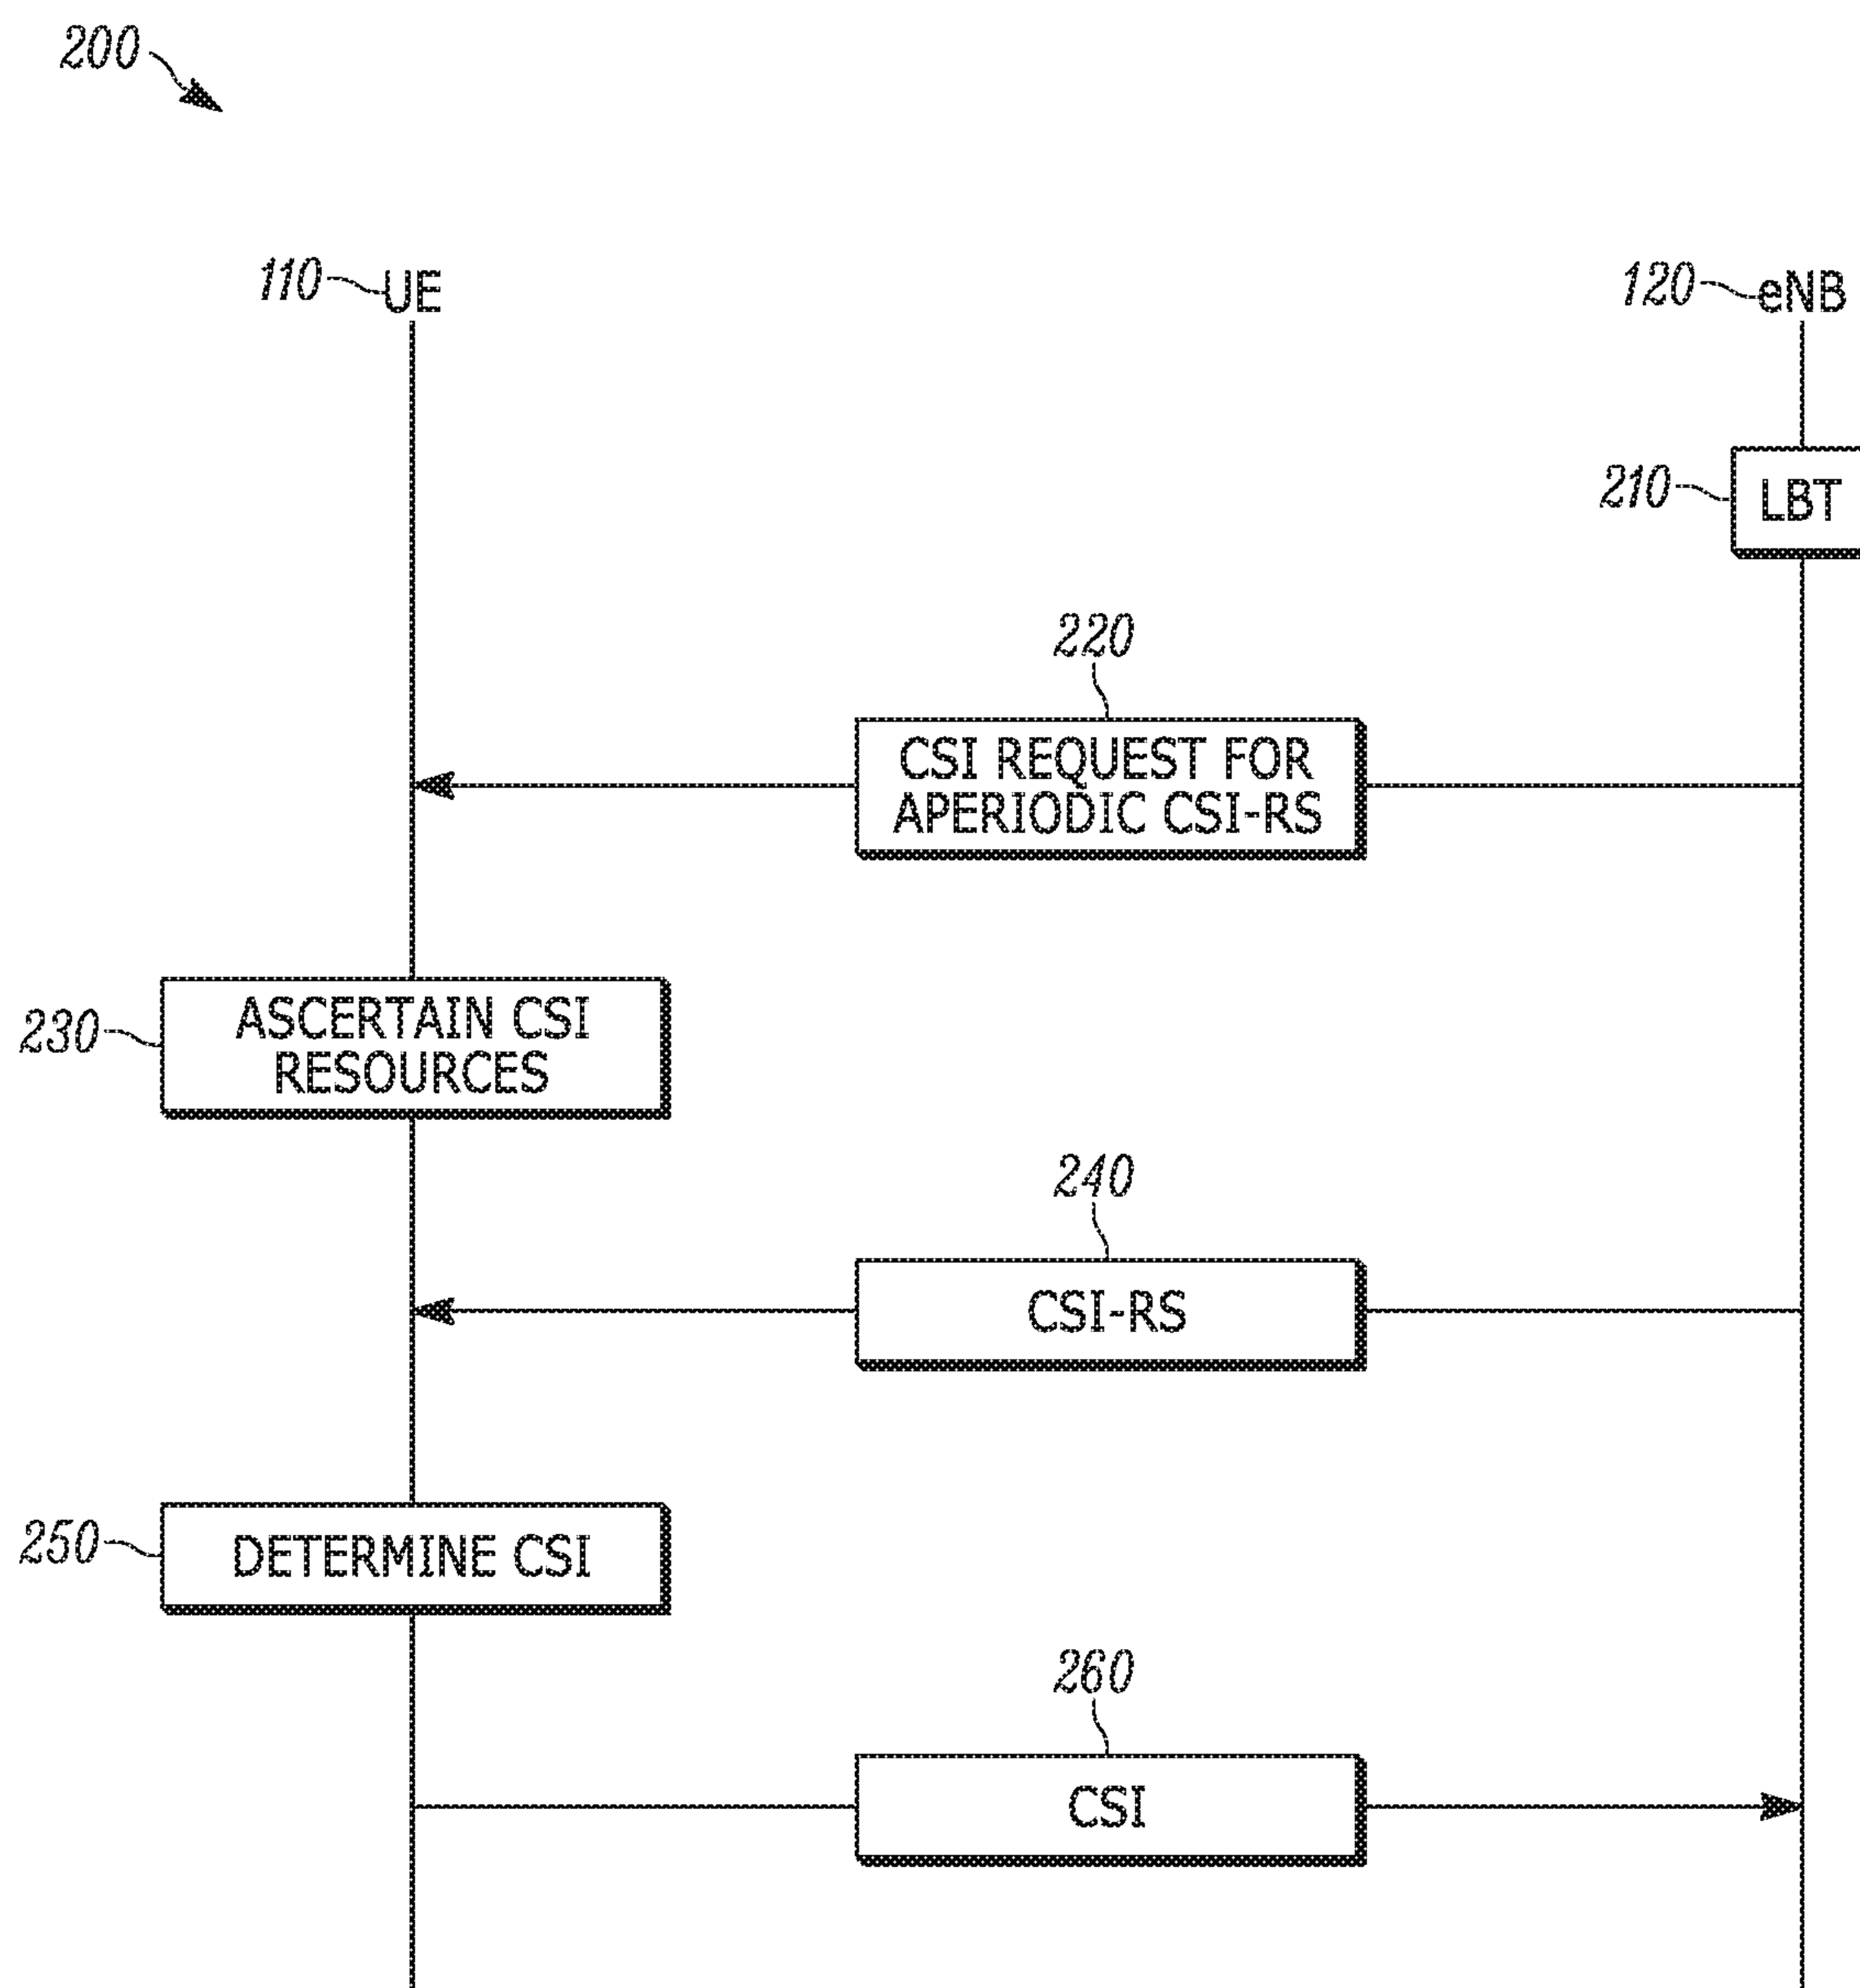 200
110 UE
120 eNB
210 LBT
220
CSI REQUEST FOR
APERIODIC CSI-RS
230
ASCERTAIN CSI
RESOURCES
240
CSI-RS
250 DETERMINE CSI
260
CSI